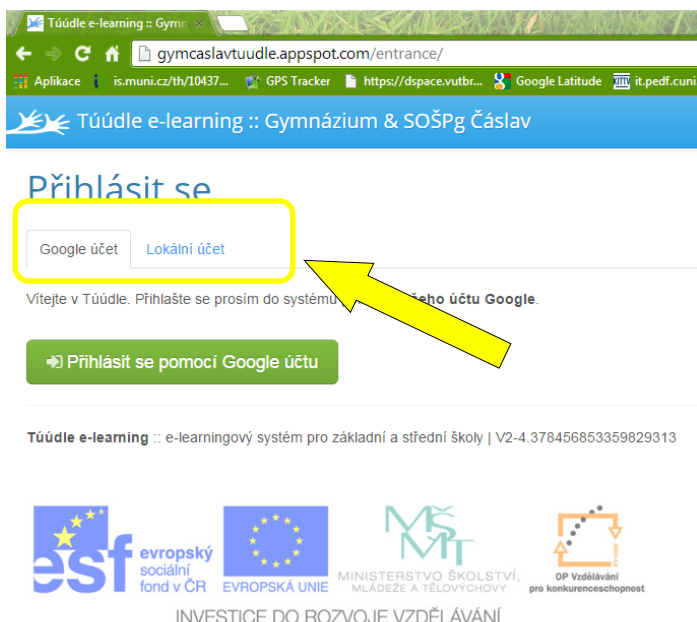 Túúdle e-learning :: Gymn
gymcaslavtuudle.appspot.com/entrance/
Aplikace is.muni.cz/th/10437... GPS Tracker https://dspace.vutbr... Google Latitude it.pedf.cuni
Túúdle e-learning :: Gymnázium & SOŠPg Čáslav
Přihlásit se
Google účet Lokální účet
Vítejte v Túúdle. Přihlašte se prosím do systému účtu Google.
Přihlásit se pomocí Google účtu
Túúdle e-learning :: e-learningový systém pro základní a střední školy | V2-4.378456853359829313
esf evropský
sociální
fond v ČR
EVROPSKÁ UNIE
MŠMT
MINISTERSTVO ŠKOLSTVÍ,
MLÁDEŽE A TĚLOVÝCHOVY
OP Vzdělávání
pro konkurenceschopnost
INVESTICE DO ROZVOJE VZDĚLÁVÁNÍ